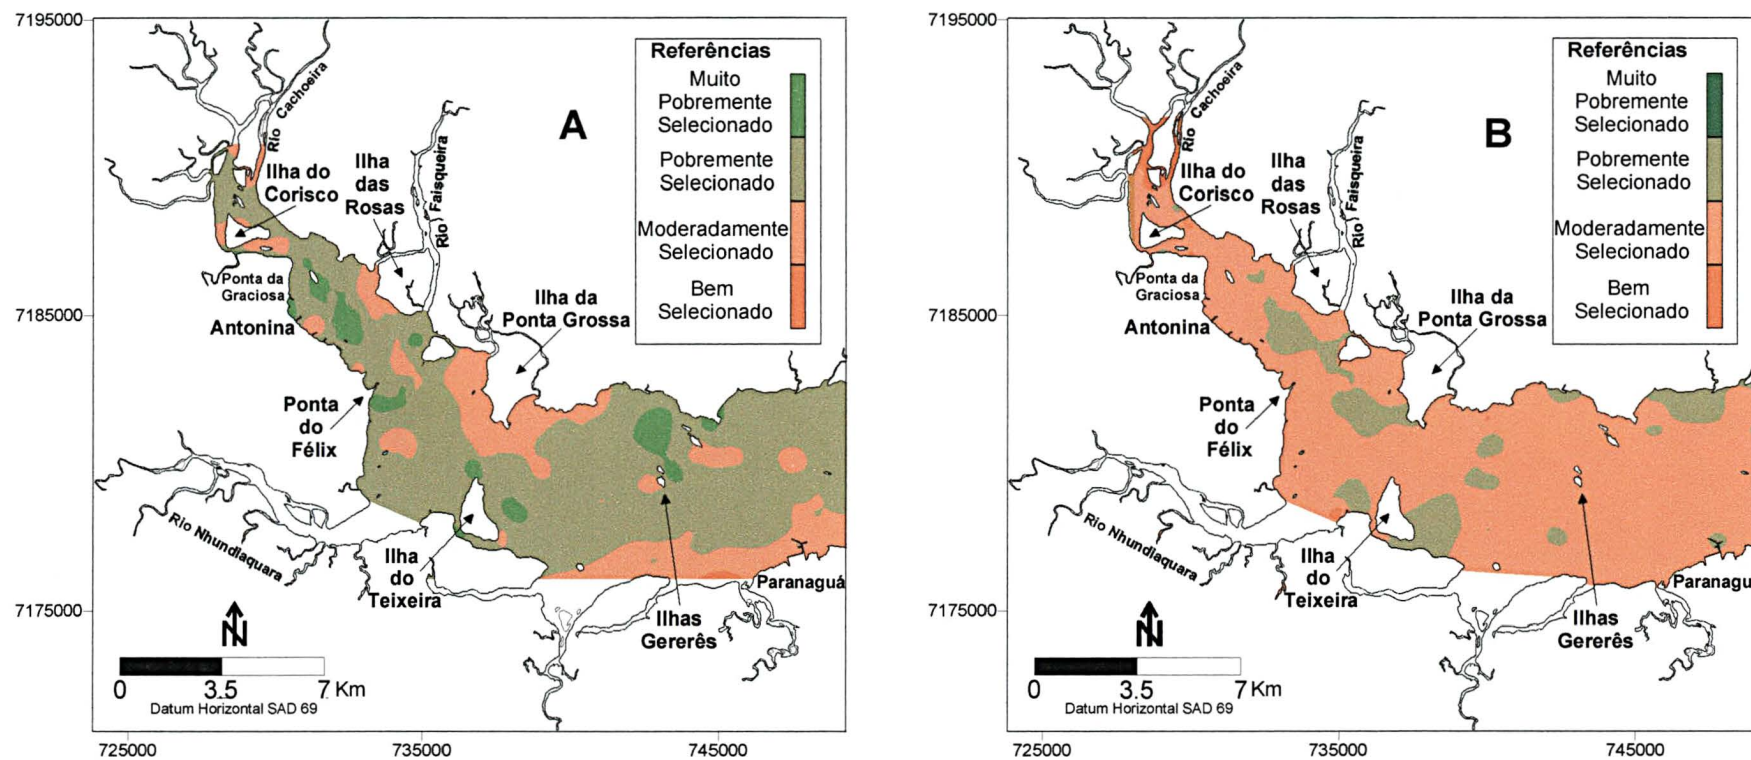 7195000
7185000
7175000
725000
735000
745000
A
Referências
Muito
Pobremente
Selecionado
Pobremente
Selecionado
Moderadamente
Selecionado
Bem
Selecionado
Rio Cachoeira
Ilha do
Corisco
Ilha
das
Rosas
Rio Faisqueira
Ponta da
Graciosa
Antonina
Ilha da
Ponta Grossa
Ponta
do
Félix
Rio Nhundiaquara
Ilha
do
Teixeira
Ilhas
Gererês
Paranaguá
N
0 3.5 7 Km
Datum Horizontal SAD 69
7195000
7185000
7175000
725000
735000
745000
B
Referências
Muito
Pobremente
Selecionado
Pobremente
Selecionado
Moderadamente
Selecionado
Bem
Selecionado
Rio Cachoeira
Ilha do
Corisco
Ilha
das
Rosas
Rio Faisqueira
Ponta da
Graciosa
Antonina
Ilha da
Ponta Grossa
Ponta
do
Félix
Rio Nhundiaquara
Ilha
do
Teixeira
Ilhas
Gererês
Paranagu
N
0 3.5 7 Km
Datum Horizontal SAD 69